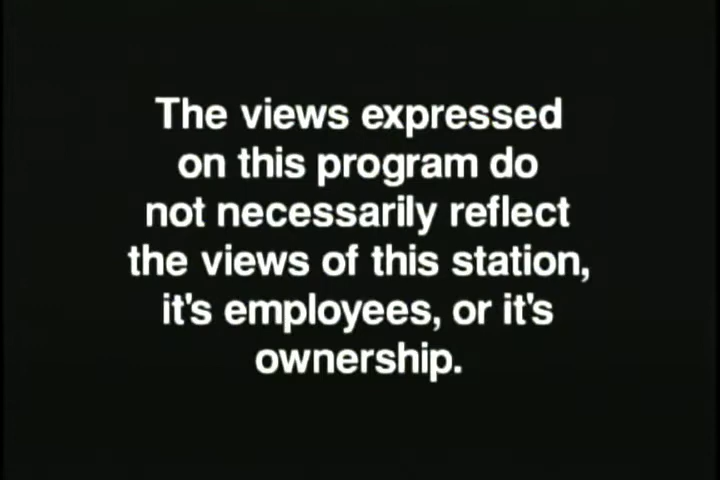 The views expressed
on this program do
not necessarily reflect
the views of this station,
it's employees, or it's
ownership.